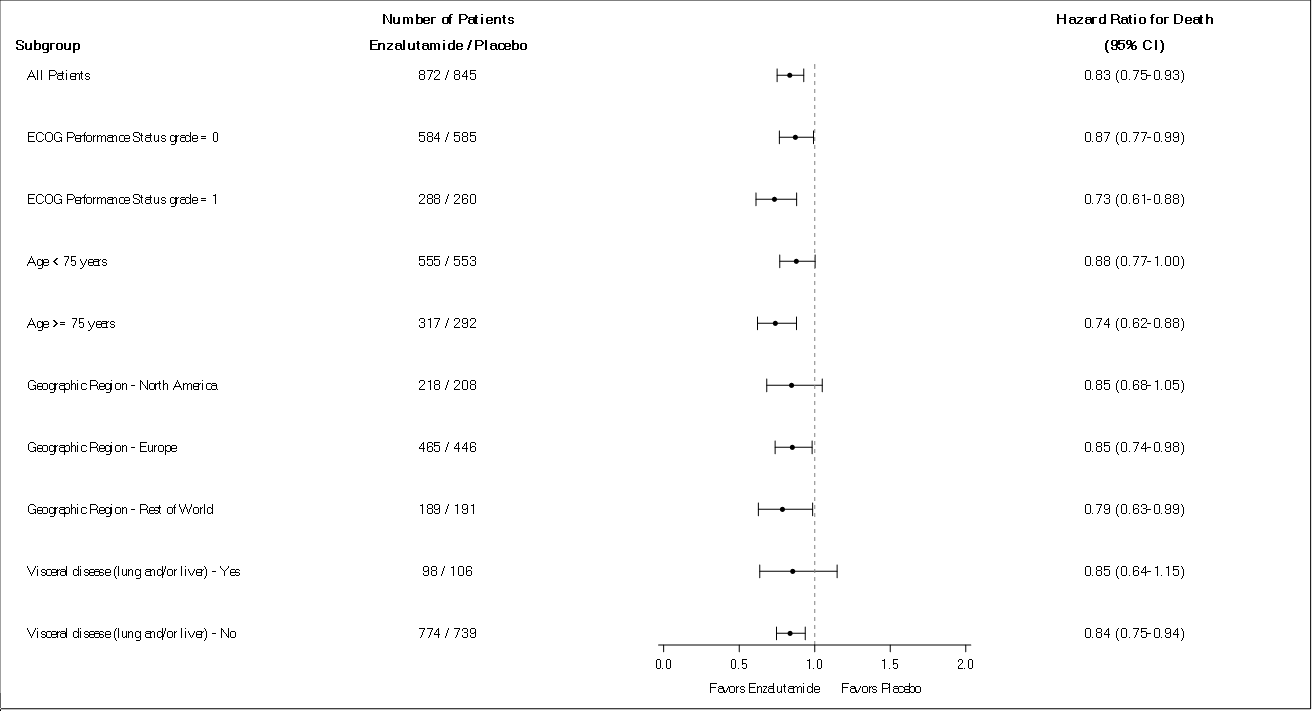 Number of Patients Hazard Ratio for Death
Subgroup Enzalutamide / Placebo (95% CI)
All Patients 872 / 845 0.83 (0.75-0.93)
ECOG Performance Status grade = 0 584 / 585 0.87 (0.77-0.99)
ECOG Performance Status grade = 1 288 / 260 0.73 (0.61-0.88)
Age < 75 years 555 / 553 0.88 (0.77-1.00)
Age >= 75 years 317 / 292 0.74 (0.62-0.88)
Geographic Region - North America 218 / 208 0.85 (0.68-1.05)
Geographic Region - Europe 465 / 446 0.85 (0.74-0.98)
Geographic Region - Rest of World 189 / 191 0.79 (0.63-0.99)
Visceral disease (lung and/or liver) - Yes 98 / 106 0.85 (0.64-1.15)
Visceral disease (lung and/or liver) - No 774 / 739 0.84 (0.75-0.94)
0.0 0.5 1.0 1.5 2.0
Favors Enzalutamide Favors Placebo